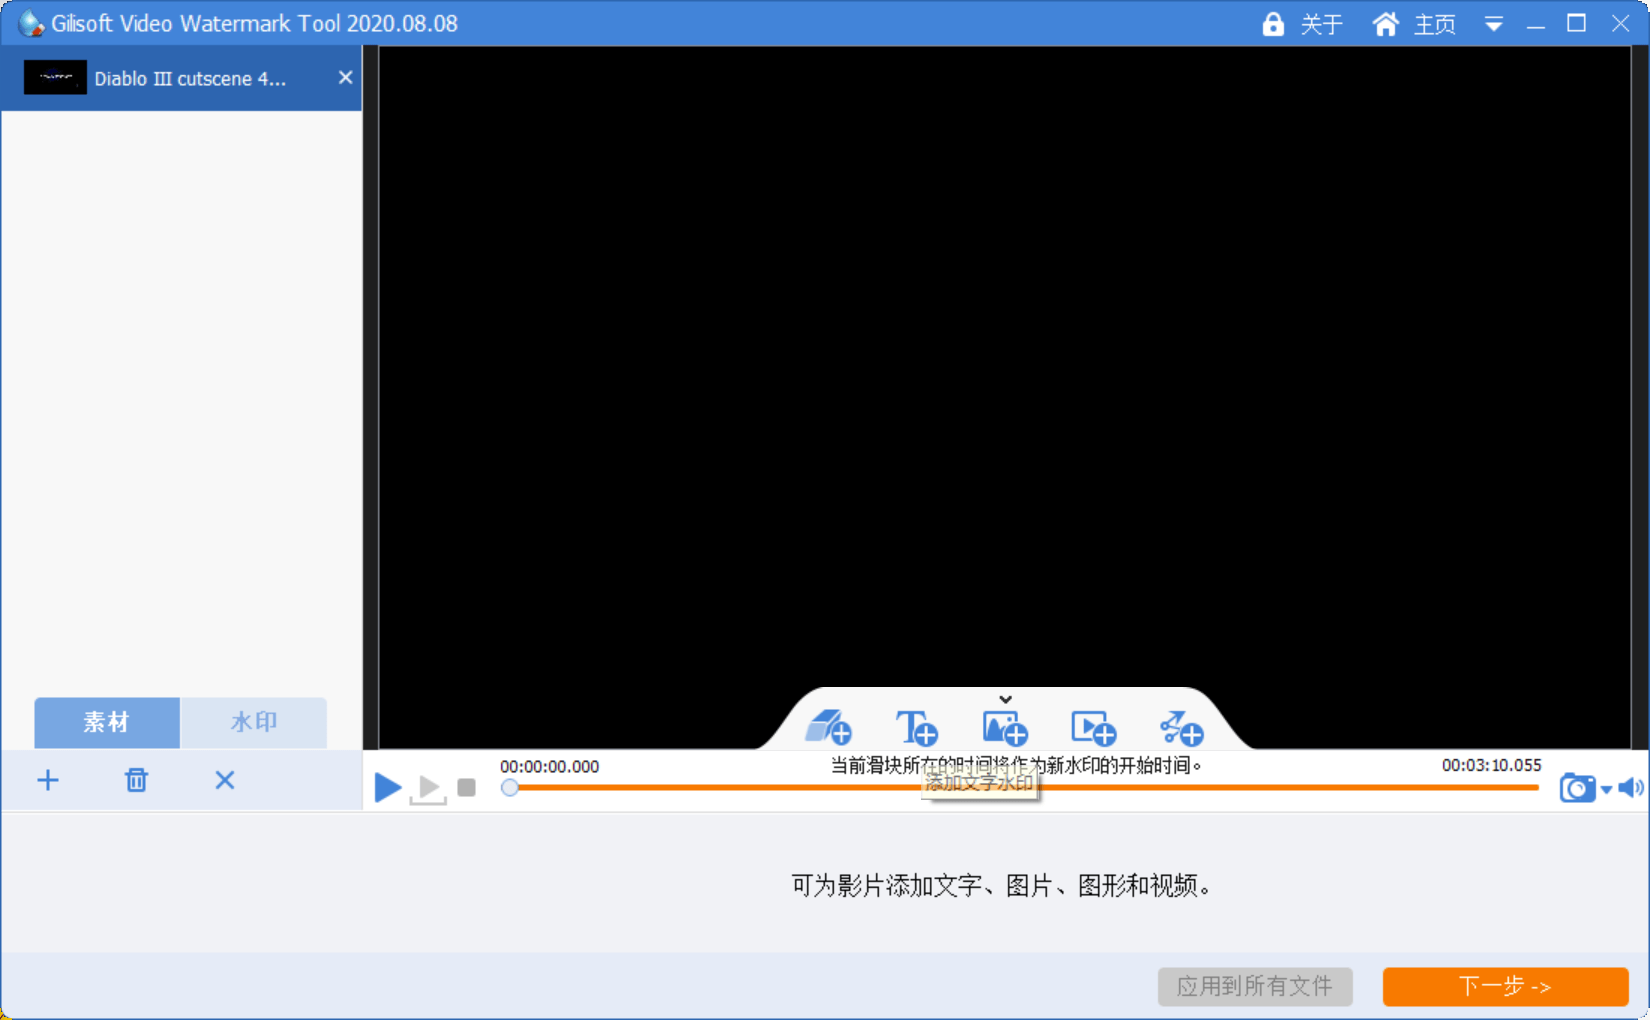 Gilisoft Video Watermark Tool 2020.08.08
关于
主页
Diablo III cutscene 4...
素材
水印
00:00:00.000
当前滑块所在的时间将作为新水印的开始时间。
00:03:10.055
添加文字水印
可为影片添加文字、图片、图形和视频。
应用到所有文件
下一步 ->